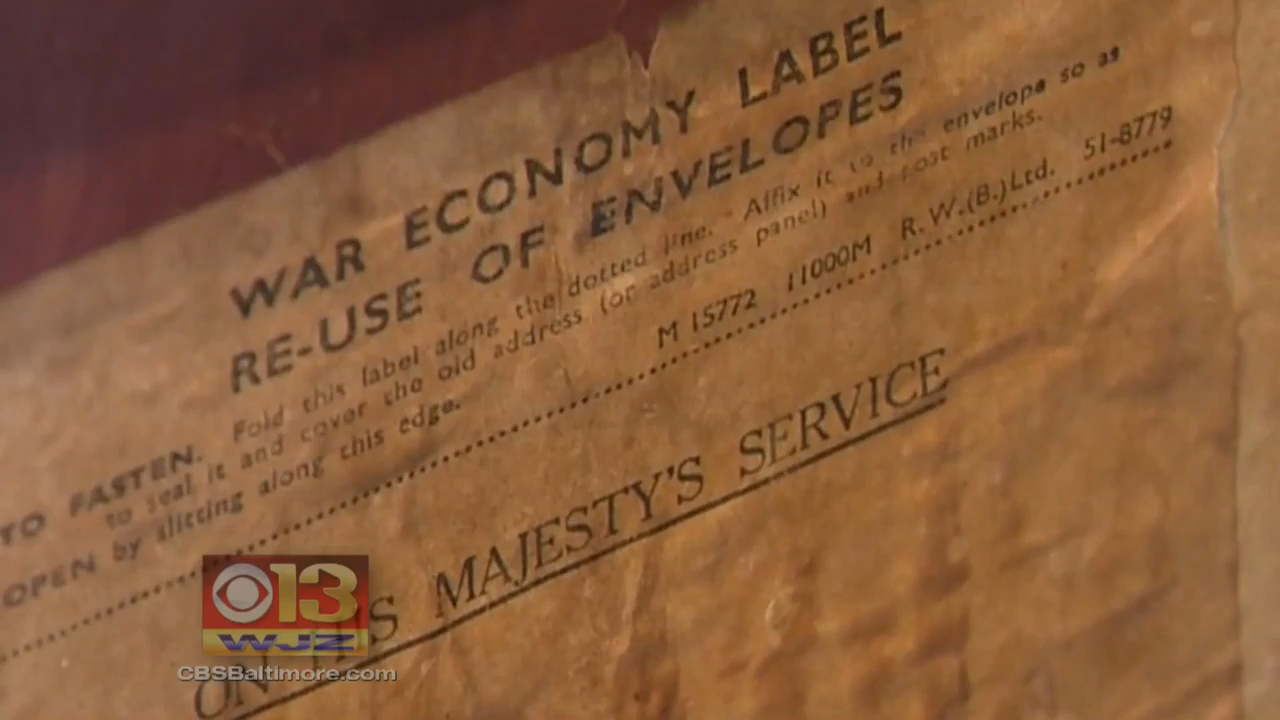 WAR ECONOMY LABEL
RE-USE OF ENVELOPES
TO FASTEN. Fold this label along the dotted line. Affix it to the envelope so as
to seal it and cover the old address (or address panel) and post marks.
OPEN by slitting along this edge.
M 15772 11000M R.W.(B.)Ltd. 51-8779
ON HIS MAJESTY'S SERVICE
13
WJZ
CBSBaltimore.com